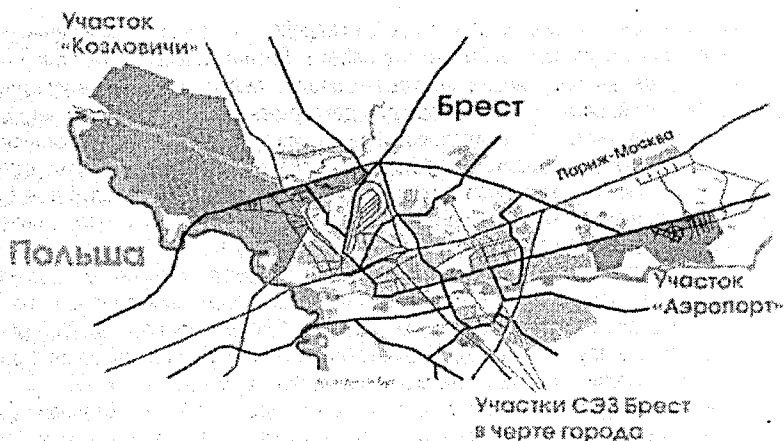 Участок
«Козловичи»
Брест
Париж-Москва
Польша
Участок
«Аэропорт»
Участки СЭЗ Брест
в черте города